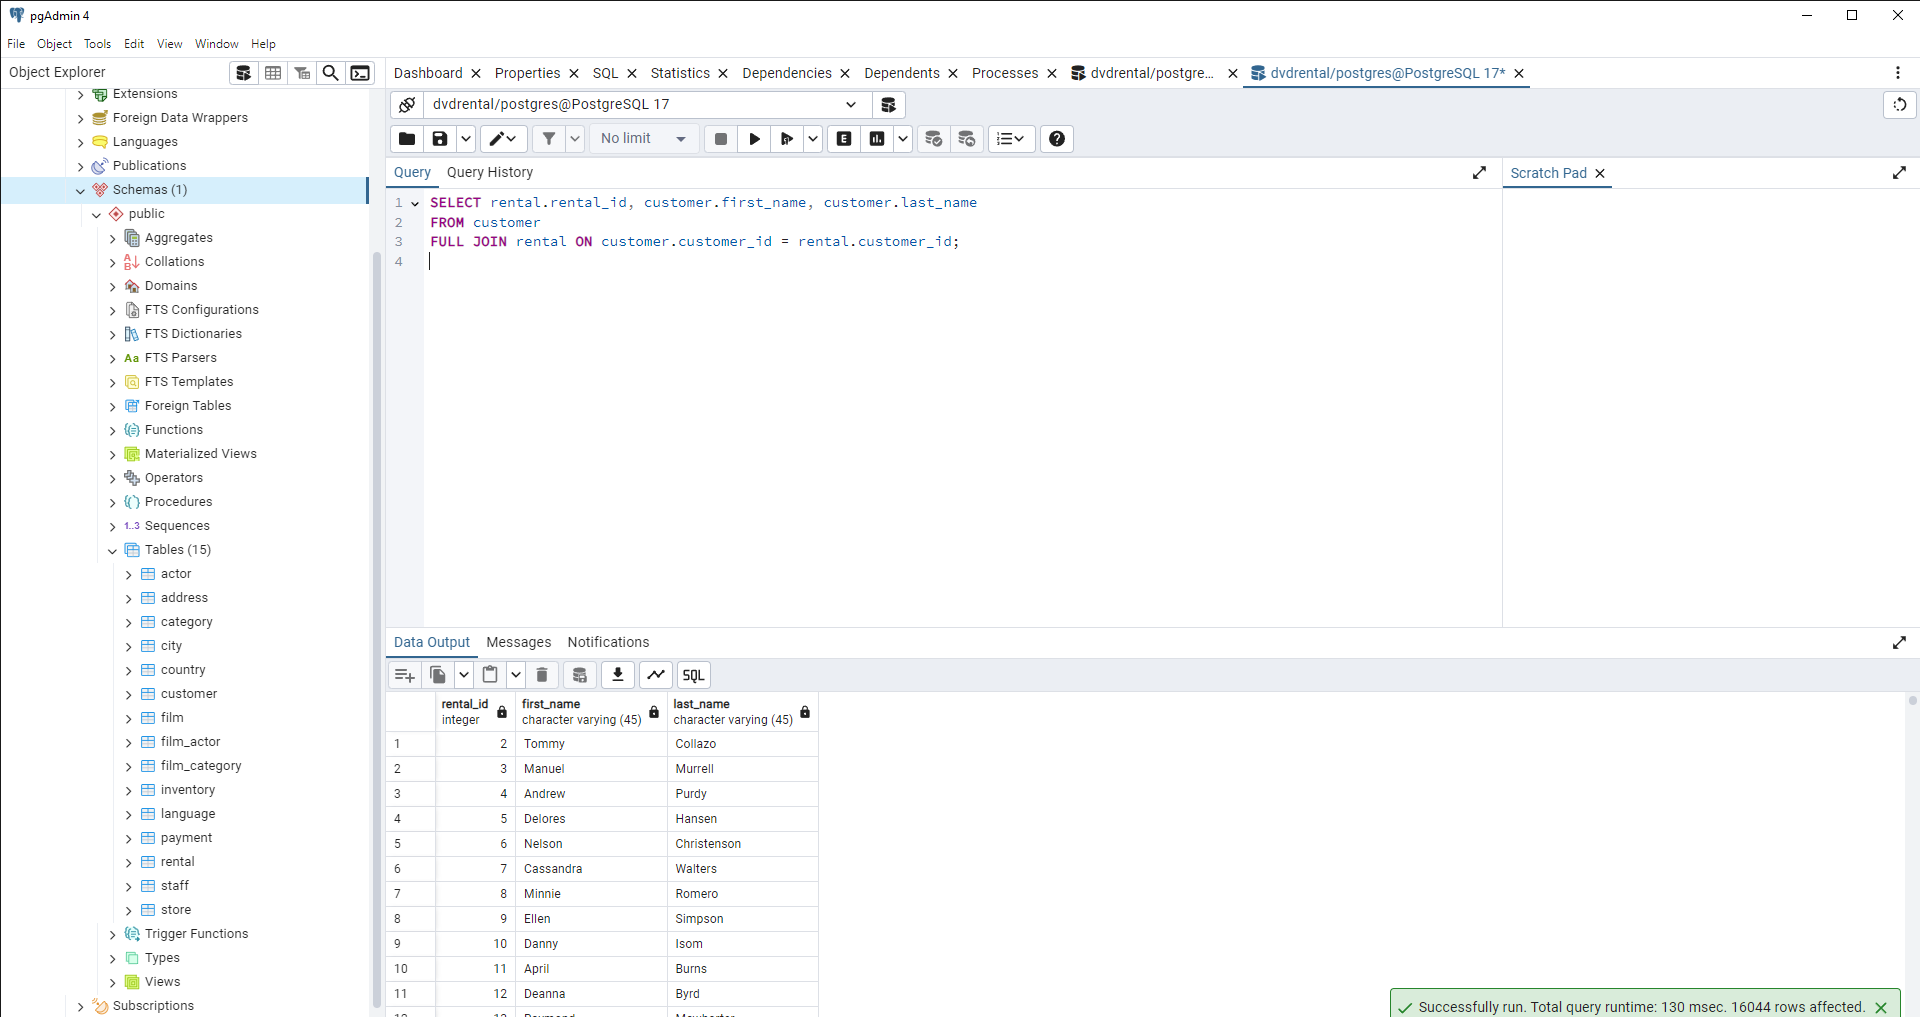 pgAdmin 4
File Object Tools Edit View Window Help
Object Explorer
Extensions
Foreign Data Wrappers
Languages
Publications
Schemas (1)
public
Aggregates
Collations
Domains
FTS Configurations
FTS Dictionaries
Aa FTS Parsers
FTS Templates
Foreign Tables
Functions
Materialized Views
Operators
Procedures
1..3 Sequences
Tables (15)
actor
address
category
city
country
customer
film
film_actor
film_category
inventory
language
payment
rental
staff
store
Trigger Functions
Types
Views
Subscriptions
Dashboard Properties SQL Statistics Dependencies Dependents Processes dvdrental/postgre... dvdrental/postgres@PostgreSQL 17*
dvdrental/postgres@PostgreSQL 17
No limit E
Query Query History
1 SELECT rental.rental_id, customer.first_name, customer.last_name
2 FROM customer
3 FULL JOIN rental ON customer.customer_id = rental.customer_id;
4
Scratch Pad
Data Output Messages Notifications
SQL
rental_id first_name last_name
integer character varying (45) character varying (45)
1 2 Tommy Collazo
2 3 Manuel Murrell
3 4 Andrew Purdy
4 5 Delores Hansen
5 6 Nelson Christenson
6 7 Cassandra Walters
7 8 Minnie Romero
8 9 Ellen Simpson
9 10 Danny Isom
10 11 April Burns
11 12 Deanna Byrd
Successfully run. Total query runtime: 130 msec. 16044 rows affected.